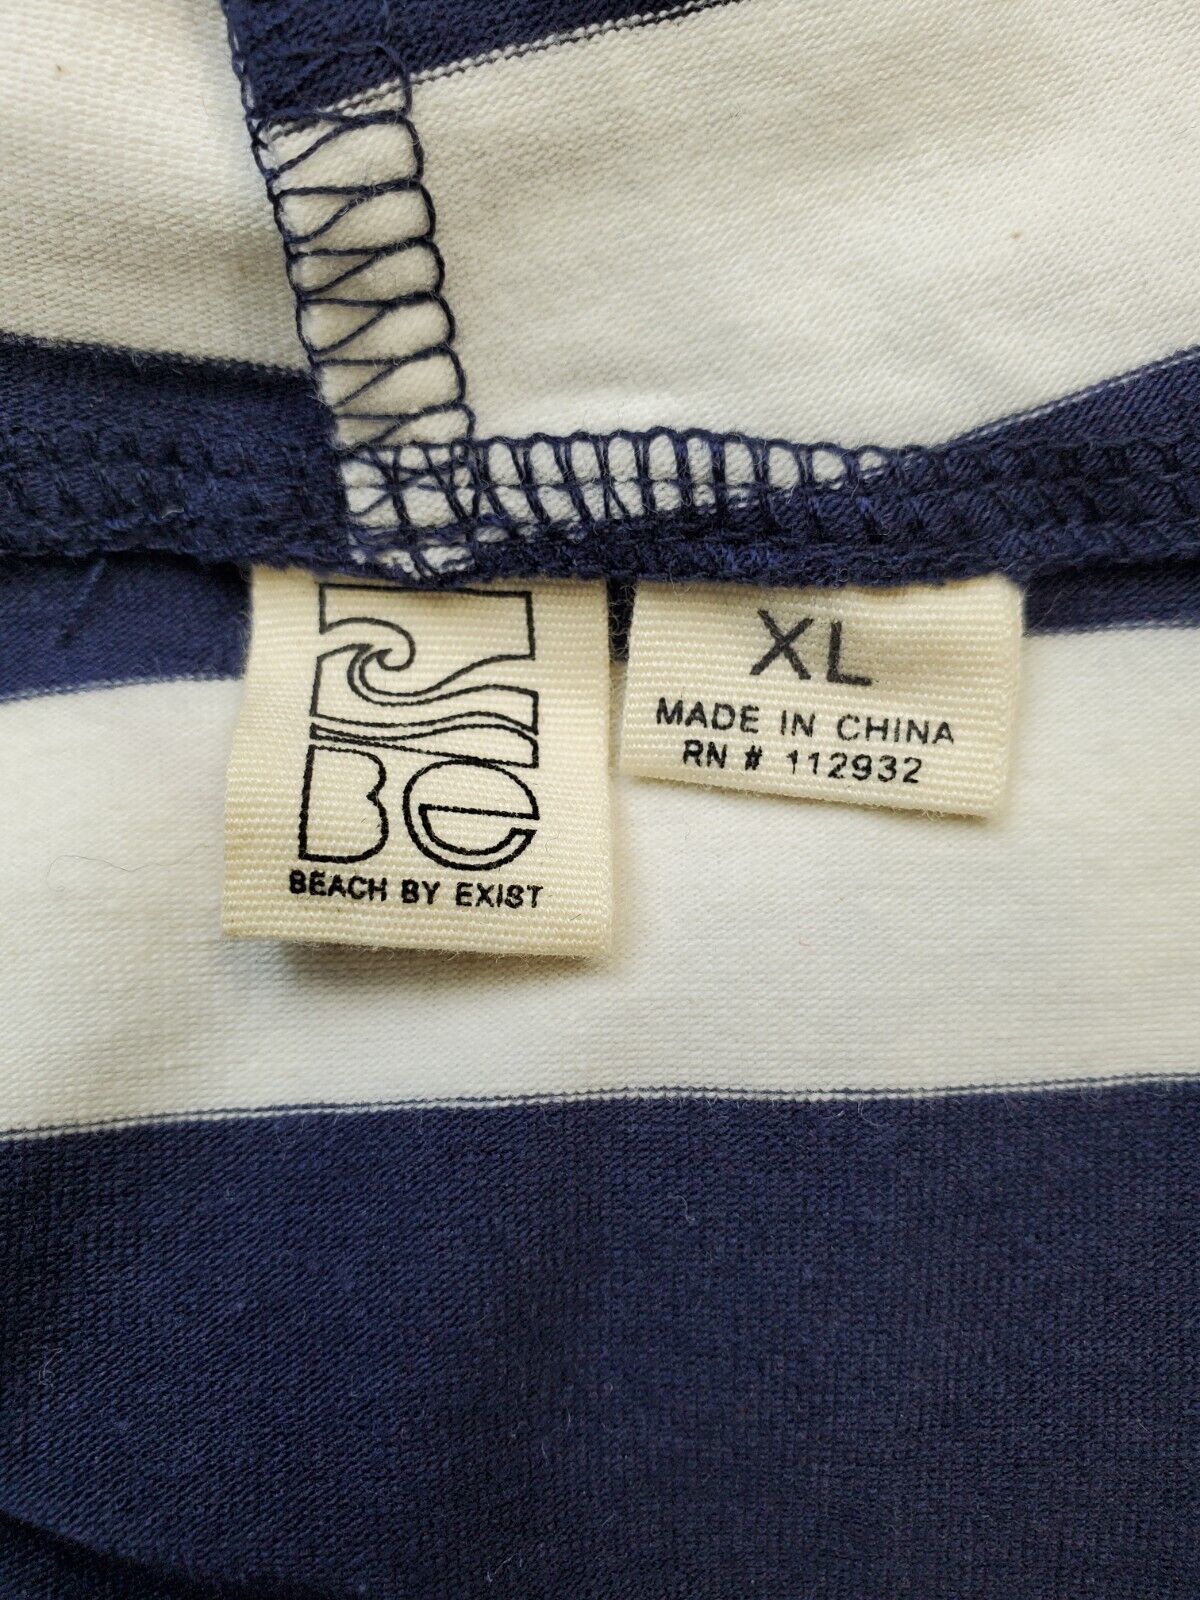 Be
BEACH BY EXIST
XL
MADE IN CHINA
RN # 112932